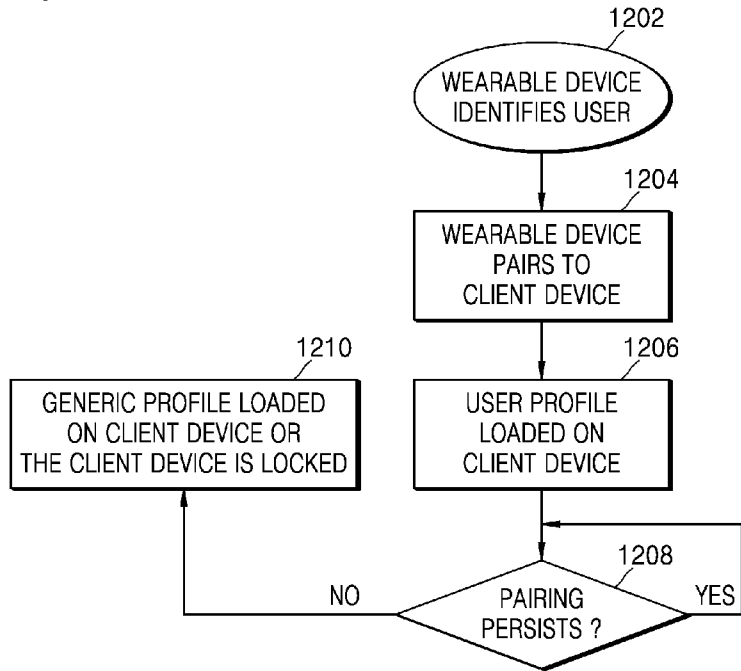 1202
WEARABLE DEVICE
IDENTIFIES USER
1204
WEARABLE DEVICE
PAIRS TO
CLIENT DEVICE
1206
USER PROFILE
LOADED ON
CLIENT DEVICE
1208
PAIRING
PERSISTS ?
YES
NO
1210
GENERIC PROFILE LOADED
ON CLIENT DEVICE OR
THE CLIENT DEVICE IS LOCKED